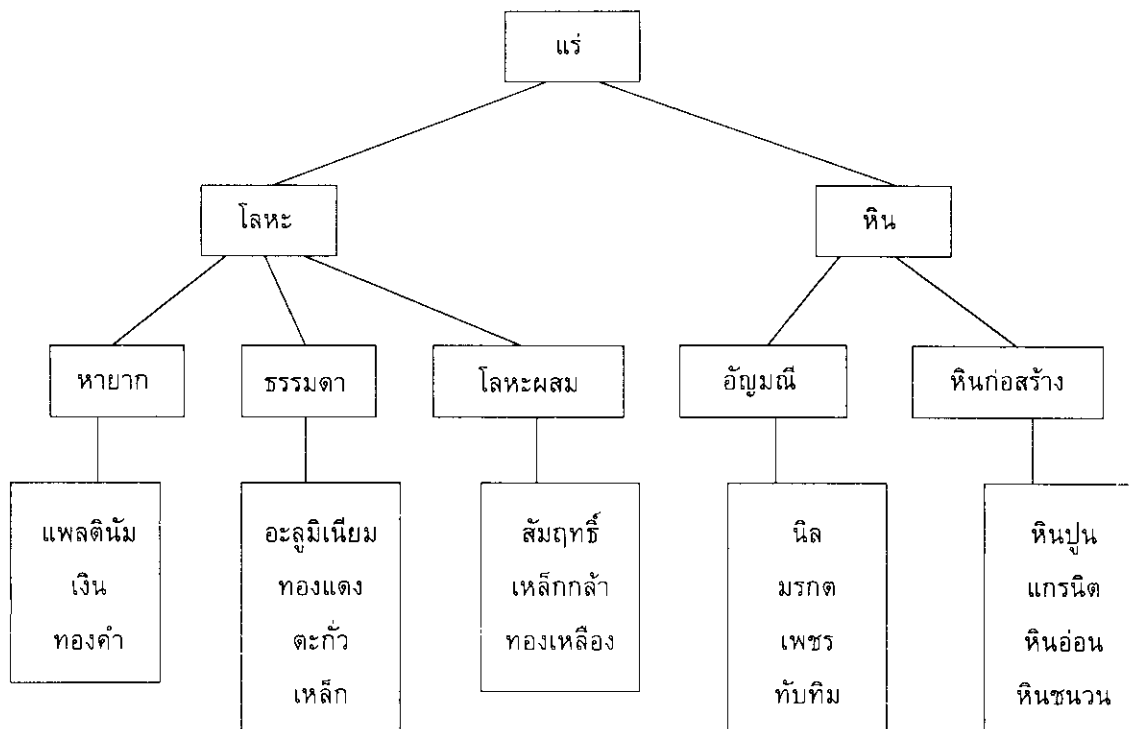 แร่
โลหะ
หิน
หายาก
ธรรมดา
โลหะผสม
อัญมณี
หินก่อสร้าง
แพลตินัม
เงิน
ทองคำ
อะลูมิเนียม
ทองแดง
ตะกั่ว
เหล็ก
สัมฤทธิ์
เหล็กกล้า
ทองเหลือง
นิล
มรกต
เพชร
ทับทิม
หินปูน
แกรนิต
หินอ่อน
หินชนวน